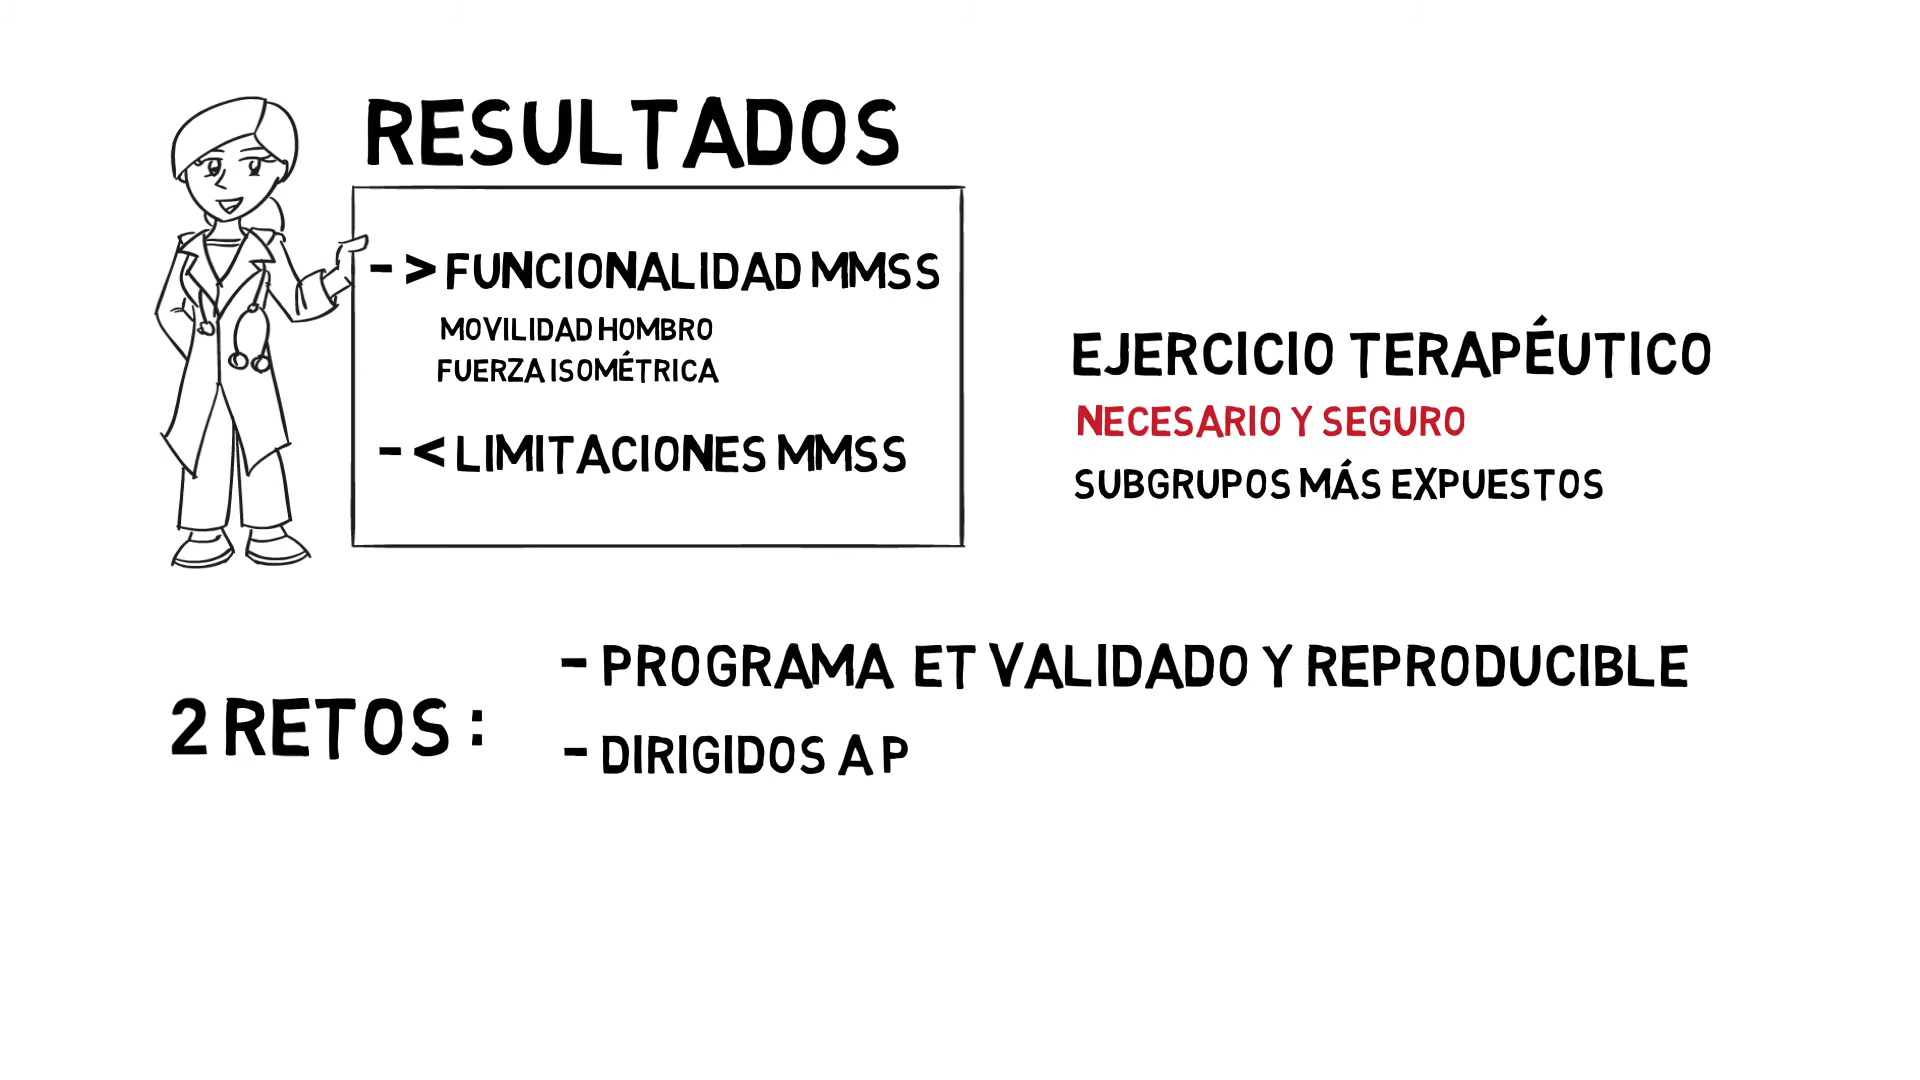 RESULTADOS
- > FUNCIONALIDAD MMSS
MOVILIDAD HOMBRO
FUERZA ISOMÉTRICA
- < LIMITACIONES MMSS
EJERCICIO TERAPÉUTICO
NECESARIO Y SEGURO
SUBGRUPOS MÁS EXPUESTOS
2 RETOS :
- PROGRAMA ET VALIDADO Y REPRODUCIBLE
- DIRIGIDOS A P